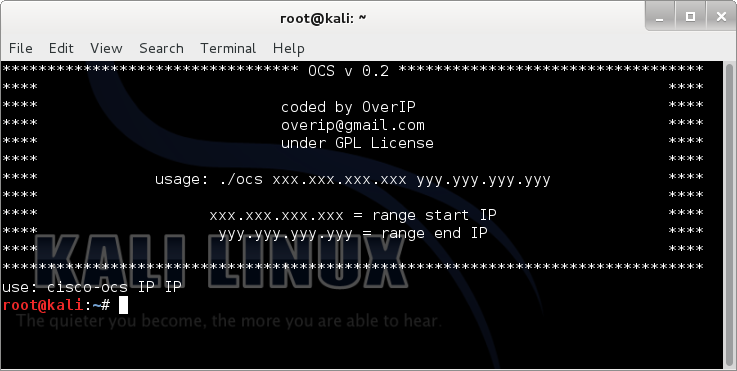 root@kali: ~
File Edit View Search Terminal Help
********************************* OCS v 0.2 **********************************
**** ****
**** coded by OverIP ****
**** overip@gmail.com ****
**** under GPL License ****
**** ****
**** usage: ./ocs xxx.xxx.xxx.xxx yyy.yyy.yyy.yyy ****
**** ****
**** xxx.xxx.xxx.xxx = range start IP ****
**** yyy.yyy.yyy.yyy = range end IP ****
**** ****
******************************************************************************
use: cisco-ocs IP IP
root@kali:~#
KALI LINUX
The quieter you become, the more you are able to hear.